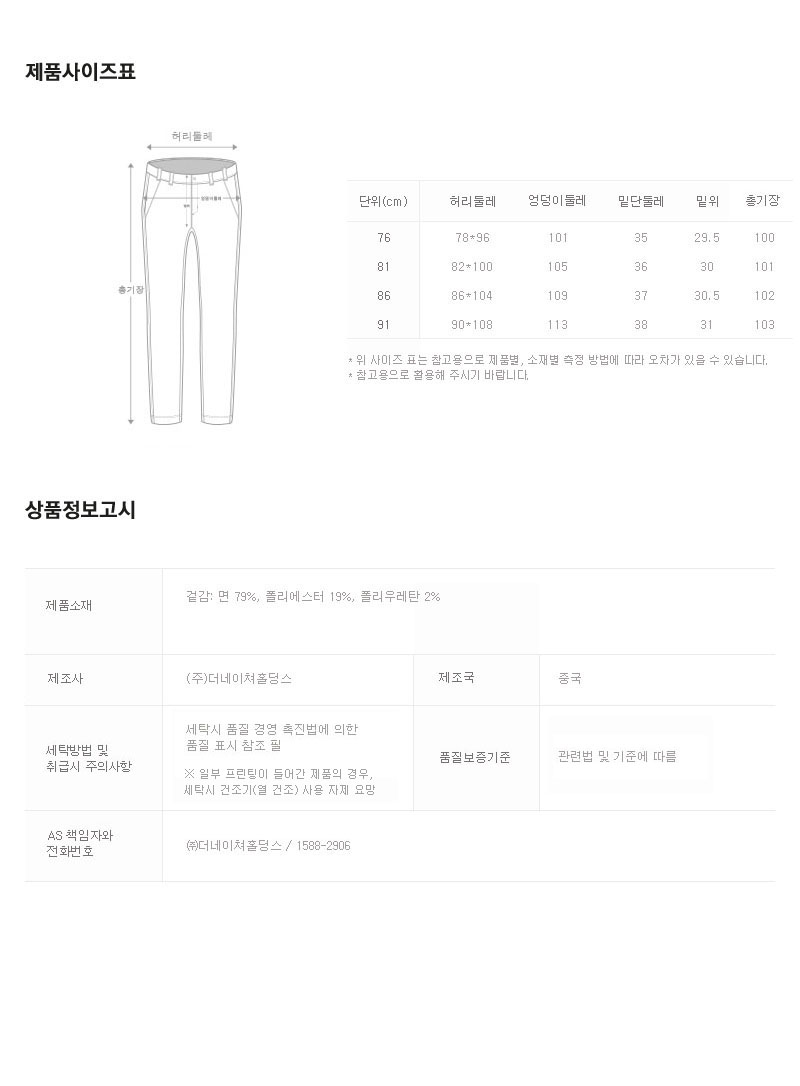 제품사이즈표
허리둘레
엉덩이둘레
밑위
총기장
단위(cm) 허리둘레 엉덩이둘레 밑단둘레 밑위 총기장
76 78*96 101 35 29.5 100
81 82*100 105 36 30 101
86 86*104 109 37 30.5 102
91 90*108 113 38 31 103
* 위 사이즈 표는 참고용으로 제품별, 소재별 측정 방법에 따라 오차가 있을 수 있습니다.
* 참고용으로 활용해 주시기 바랍니다.
상품정보고시
제품소재 겉감: 면 79%, 폴리에스터 19%, 폴리우레탄 2%
제조사 (주)더네이쳐홀딩스 제조국 중국
세탁방법 및
취급시 주의사항
세탁시 품질 경영 촉진법에 의한
품질 표시 참조 필
※ 일부 프린팅이 들어간 제품의 경우,
세탁시 건조기(열 건조) 사용 자제 요망
품질보증기준 관련법 및 기준에 따름
AS 책임자와
전화번호
㈜더네이쳐홀딩스 / 1588-2906